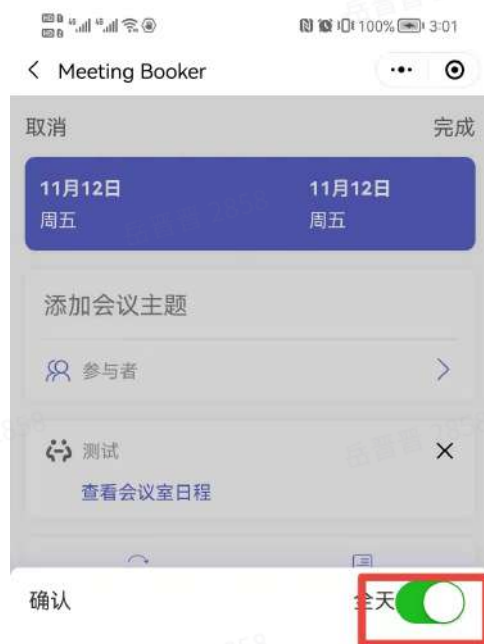 100% 3:01
Meeting Booker
取消 完成
11月12日 11月12日
周五 周五
添加会议主题
参与者
测试
查看会议室日程
确认 全天